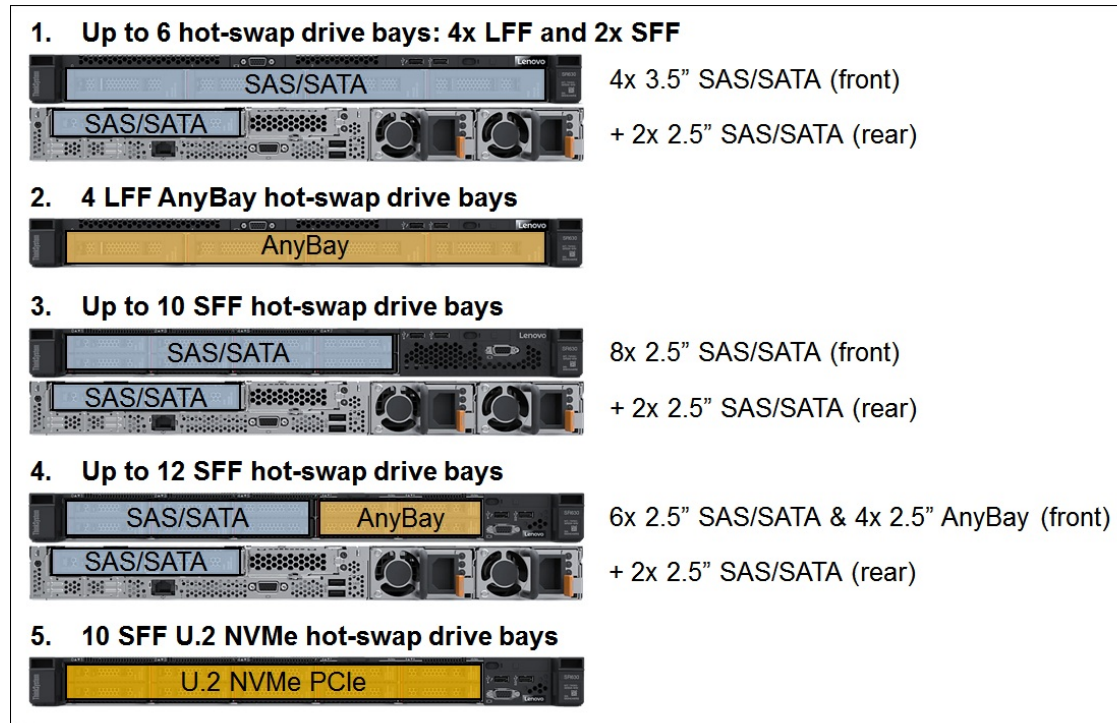 1. Up to 6 hot-swap drive bays: 4x LFF and 2x SFF
Lenovo
SAS/SATA
4x 3.5” SAS/SATA (front)
SAS/SATA
+ 2x 2.5” SAS/SATA (rear)
2. 4 LFF AnyBay hot-swap drive bays
Lenovo
AnyBay
3. Up to 10 SFF hot-swap drive bays
Lenovo
SAS/SATA
8x 2.5” SAS/SATA (front)
SAS/SATA
+ 2x 2.5” SAS/SATA (rear)
4. Up to 12 SFF hot-swap drive bays
SAS/SATA AnyBay
6x 2.5” SAS/SATA & 4x 2.5” AnyBay (front)
Lenovo
SAS/SATA
+ 2x 2.5” SAS/SATA (rear)
5. 10 SFF U.2 NVMe hot-swap drive bays
U.2 NVMe PCIe
Lenovo